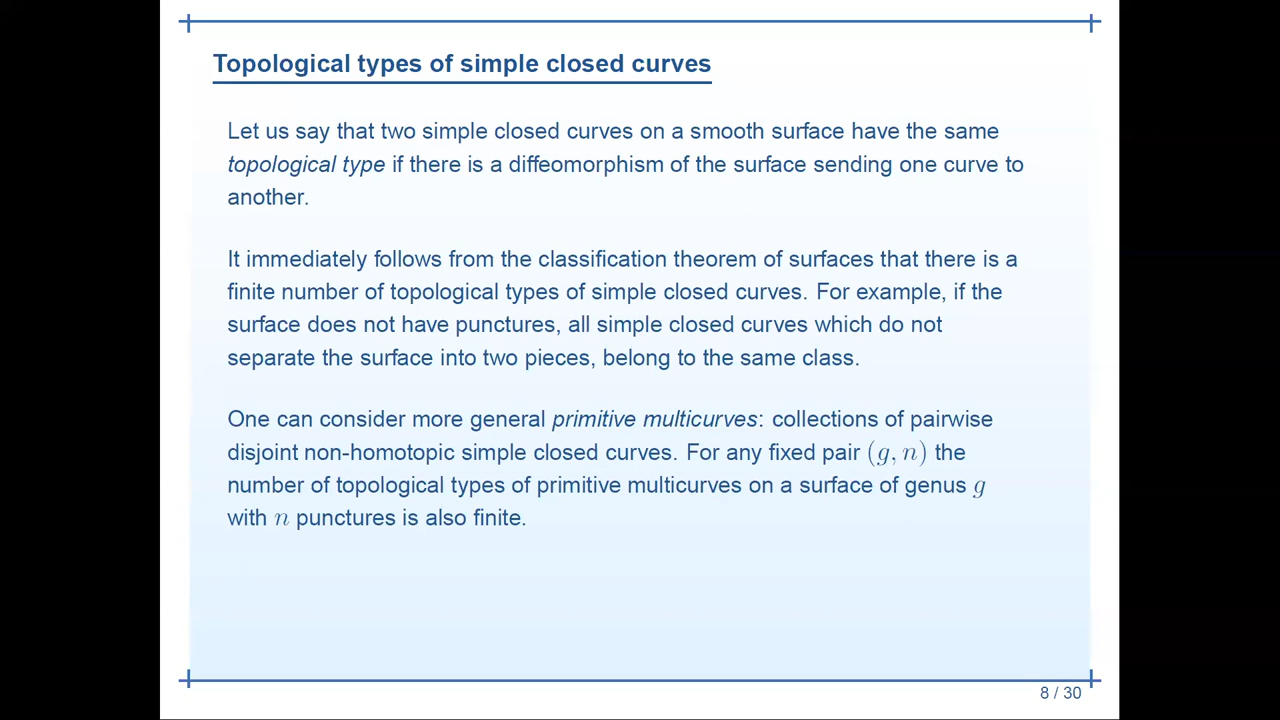 Topological types of simple closed curves
Let us say that two simple closed curves on a smooth surface have the same
topological type if there is a diffeomorphism of the surface sending one curve to
another.
It immediately follows from the classification theorem of surfaces that there is a
finite number of topological types of simple closed curves. For example, if the
surface does not have punctures, all simple closed curves which do not
separate the surface into two pieces, belong to the same class.
One can consider more general primitive multicurves: collections of pairwise
disjoint non-homotopic simple closed curves. For any fixed pair (g, n) the
number of topological types of primitive multicurves on a surface of genus g
with n punctures is also finite.
8 / 30